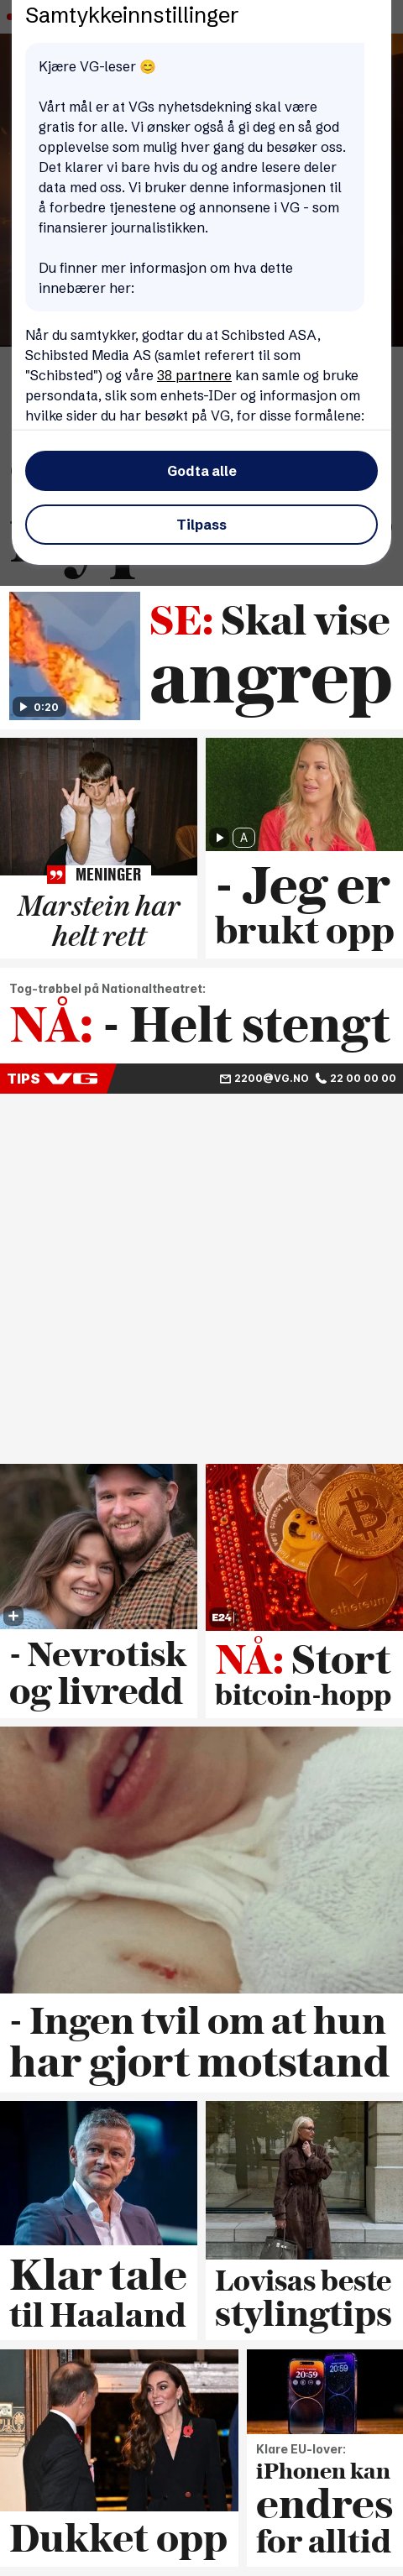 Samtykkeinnstillinger
Kjære VG-leser 😊
Vårt mål er at VGs nyhetsdekning skal være
gratis for alle. Vi ønsker også å gi deg en så god
opplevelse som mulig hver gang du besøker oss.
Det klarer vi bare hvis du og andre lesere deler
data med oss. Vi bruker denne informasjonen til
å forbedre tjenestene og annonsene i VG - som
finansierer journalistikken.
Du finner mer informasjon om hva dette
innebærer her:
Når du samtykker, godtar du at Schibsted ASA,
Schibsted Media AS (samlet referert til som
"Schibsted") og våre 38 partnere kan samle og bruke
persondata, slik som enhets-IDer og informasjon om
hvilke sider du har besøkt på VG, for disse formålene:
Godta alle
Tilpass
SE: Skal vise
angrep
0:20
MENINGER
Marstein har
helt rett
A
- Jeg er
brukt opp
Tog-trøbbel på Nationaltheatret:
NÅ: - Helt stengt
TIPS VG
2200@VG.NO 22 00 00 00
- Nevrotisk
og livredd
ethereum
E24
NÅ: Stort
bitcoin-hopp
- Ingen tvil om at hun
har gjort motstand
Klar tale
til Haaland
Lovisas beste
stylingtips
Dukket opp
20:59
20:59
Klare EU-lover:
iPhonen kan
endres
for alltid